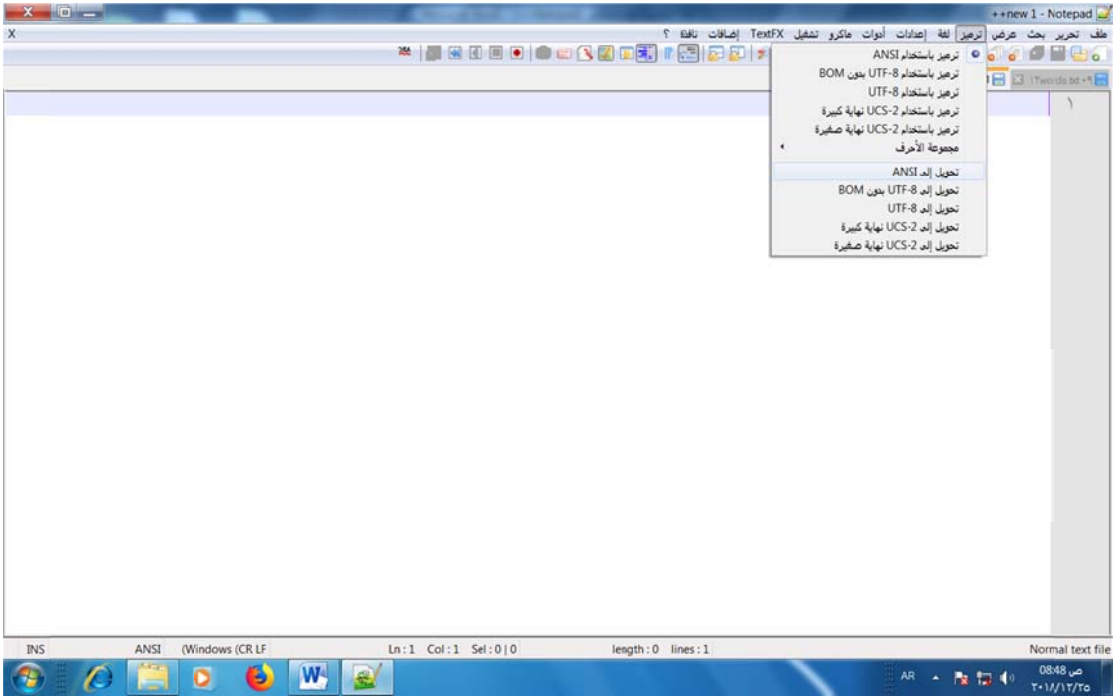 ++new 1 - Notepad
X
ملف تحرير بحث عرض ترميز لغة إعدادات أدوات ماكرو تشغيل TextFX إضافات نافذة ؟
ترميز باستخدام ANSI
ترميز باستخدام UTF-8 بدون BOM
ترميز باستخدام UTF-8
ترميز باستخدام UCS-2 نهاية كبيرة
ترميز باستخدام UCS-2 نهاية صغيرة
مجموعة الأحرف
تحويل إلى ANSI
تحويل إلى UTF-8 بدون BOM
تحويل إلى UTF-8
تحويل إلى UCS-2 نهاية كبيرة
تحويل إلى UCS-2 نهاية صغيرة
١
Normal text file
length : 0 lines : 1
Ln : 1 Col : 1 Sel : 0 | 0
(Windows (CR LF
ANSI
INS
AR
08:48 ص
٢٠١٨/١٢/٢٥